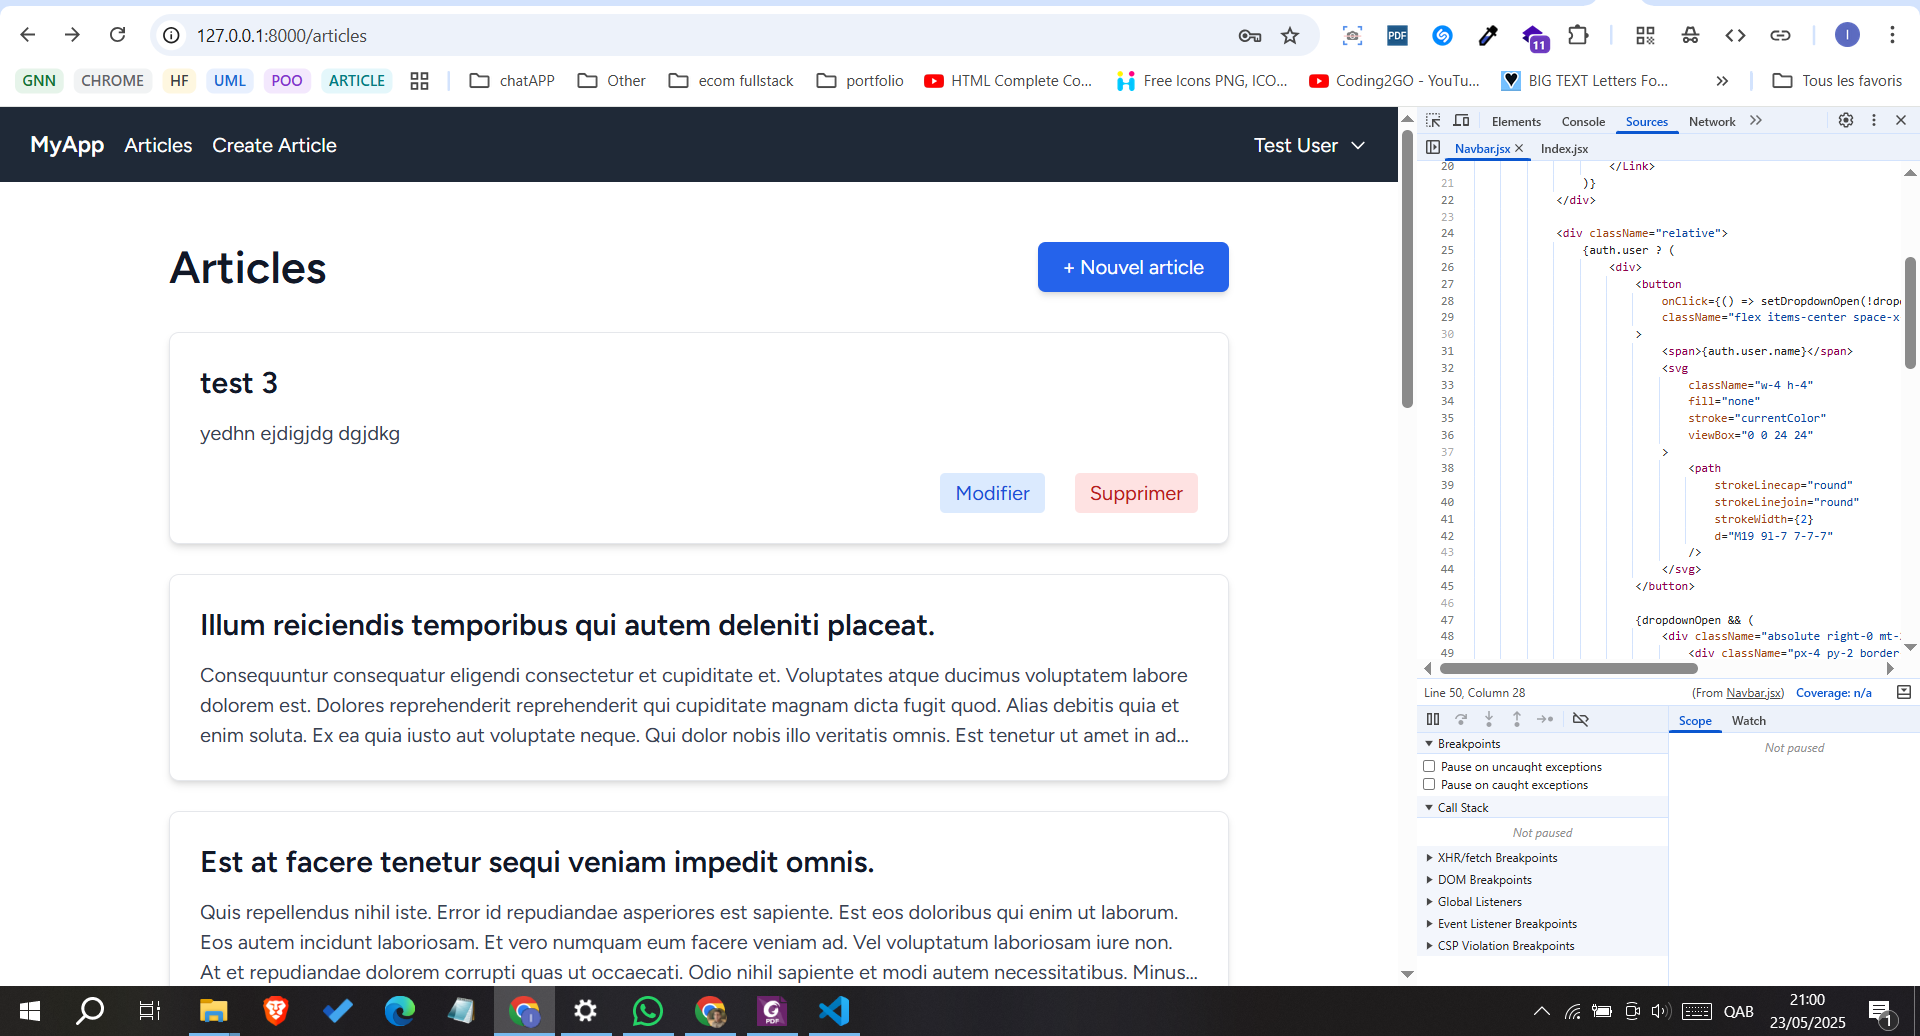 127.0.0.1:8000/articles
PDF
11
I
GNN CHROME HF UML POO ARTICLE chatAPP Other ecom fullstack portfolio HTML Complete Co... Free Icons PNG, ICO... Coding2GO - YouTu... BIG TEXT Letters Fo... » Tous les favoris
MyApp Articles Create Article Test User
Articles
+ Nouvel article
test 3
yedhn ejdigjdg dgjdkg
Modifier Supprimer
Illum reiciendis temporibus qui autem deleniti placeat.
Consequuntur consequatur eligendi consectetur et cupiditate et. Voluptates atque ducimus voluptatem labore
dolorem est. Dolores reprehenderit reprehenderit qui cupiditate magnam dicta fugit quod. Alias debitis quia et
enim soluta. Ex ea quia iusto aut voluptate neque. Qui dolor nobis illo veritatis omnis. Est tenetur ut amet in ad...
Est at facere tenetur sequi veniam impedit omnis.
Quis repellendus nihil iste. Error id repudiandae asperiores est sapiente. Est eos doloribus qui enim ut laborum.
Eos autem incidunt laboriosam. Et vero numquam eum facere veniam ad. Vel voluptatum laboriosam iure non.
At et repudiandae dolorem corrupti quas ut occaecati. Odio nihil sapiente et modi autem necessitatibus. Minus...
Elements Console Sources Network »
Navbar.jsx Index.jsx
20 </Link>
21 )}
22 </div>
23
24 <div className="relative">
25 {auth.user ? (
26 <div>
27 <button
28 onClick={() => setDropdownOpen(!drop
29 className="flex items-center space-x
30 >
31 <span>{auth.user.name}</span>
32 <svg
33 className="w-4 h-4"
34 fill="none"
35 stroke="currentColor"
36 viewBox="0 0 24 24"
37 >
38 <path
39 strokeLinecap="round"
40 strokeLinejoin="round"
41 strokeWidth={2}
42 d="M19 9l-7 7-7-7"
43 />
44 </svg>
45 </button>
46
47 {dropdownOpen && (
48 <div className="absolute right-0 mt-
49 <div className="px-4 py-2 border
Line 50, Column 28 (From Navbar.jsx) Coverage: n/a
Scope Watch
Not paused
Breakpoints
Pause on uncaught exceptions
Pause on caught exceptions
Call Stack
Not paused
XHR/fetch Breakpoints
DOM Breakpoints
Global Listeners
Event Listener Breakpoints
CSP Violation Breakpoints
I
PDF
QAB
21:00
23/05/2025
1